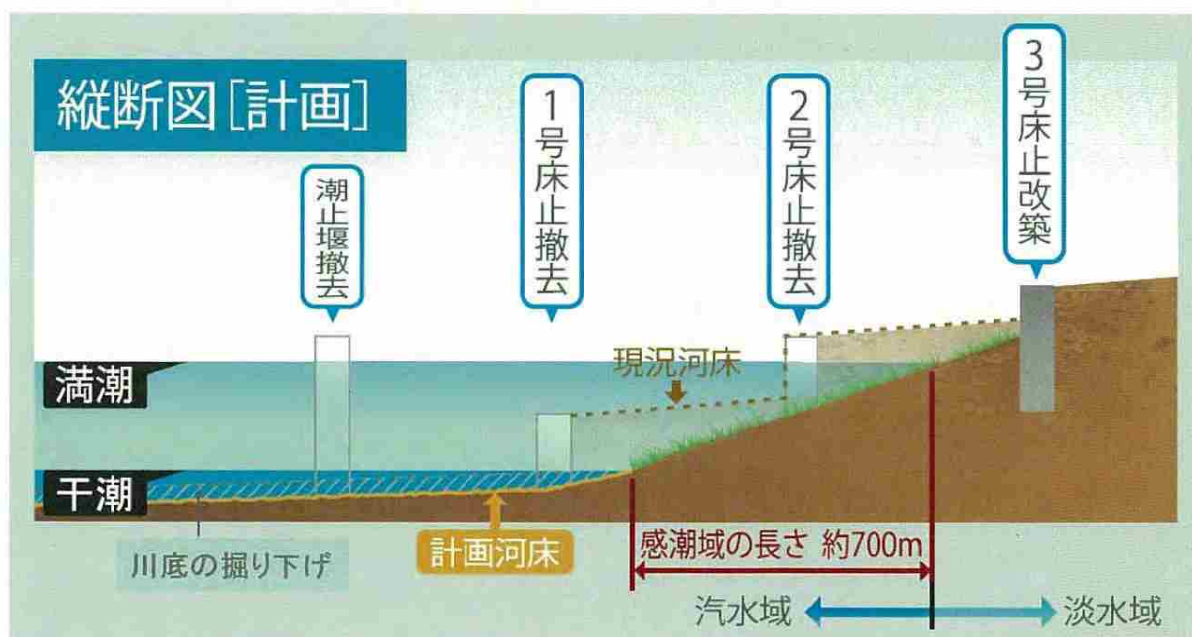 縦断図[計画]
潮止堰撤去
1号床止撤去
2号床止撤去
3号床止改築
満潮
現況河床
干潮
川底の掘り下げ
計画河床
感潮域の長さ 約700m
汽水域
淡水域